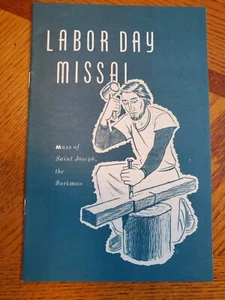 LABOR DAY
MISSAL
Mass of
Saint Joseph,
the
Workman